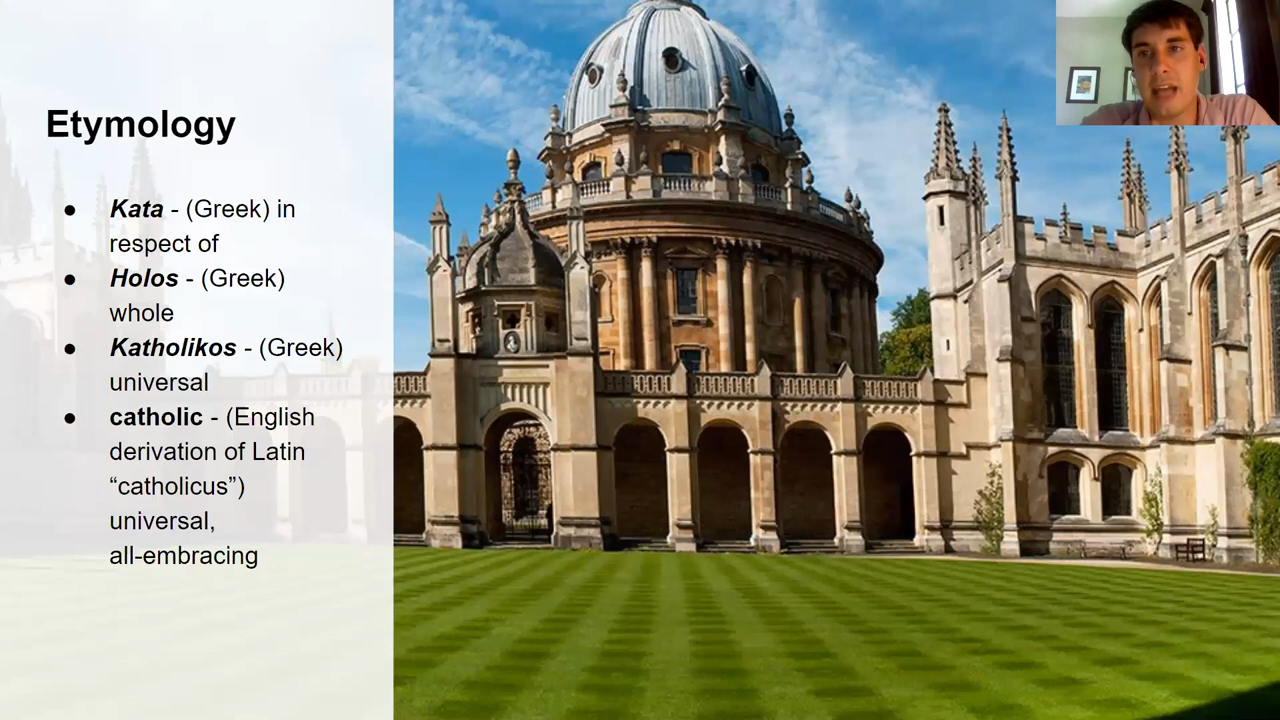 Etymology
● Kata - (Greek) in
respect of
● Holos - (Greek)
whole
● Katholikos - (Greek)
universal
● catholic - (English
derivation of Latin
“catholicus”)
universal,
all-embracing